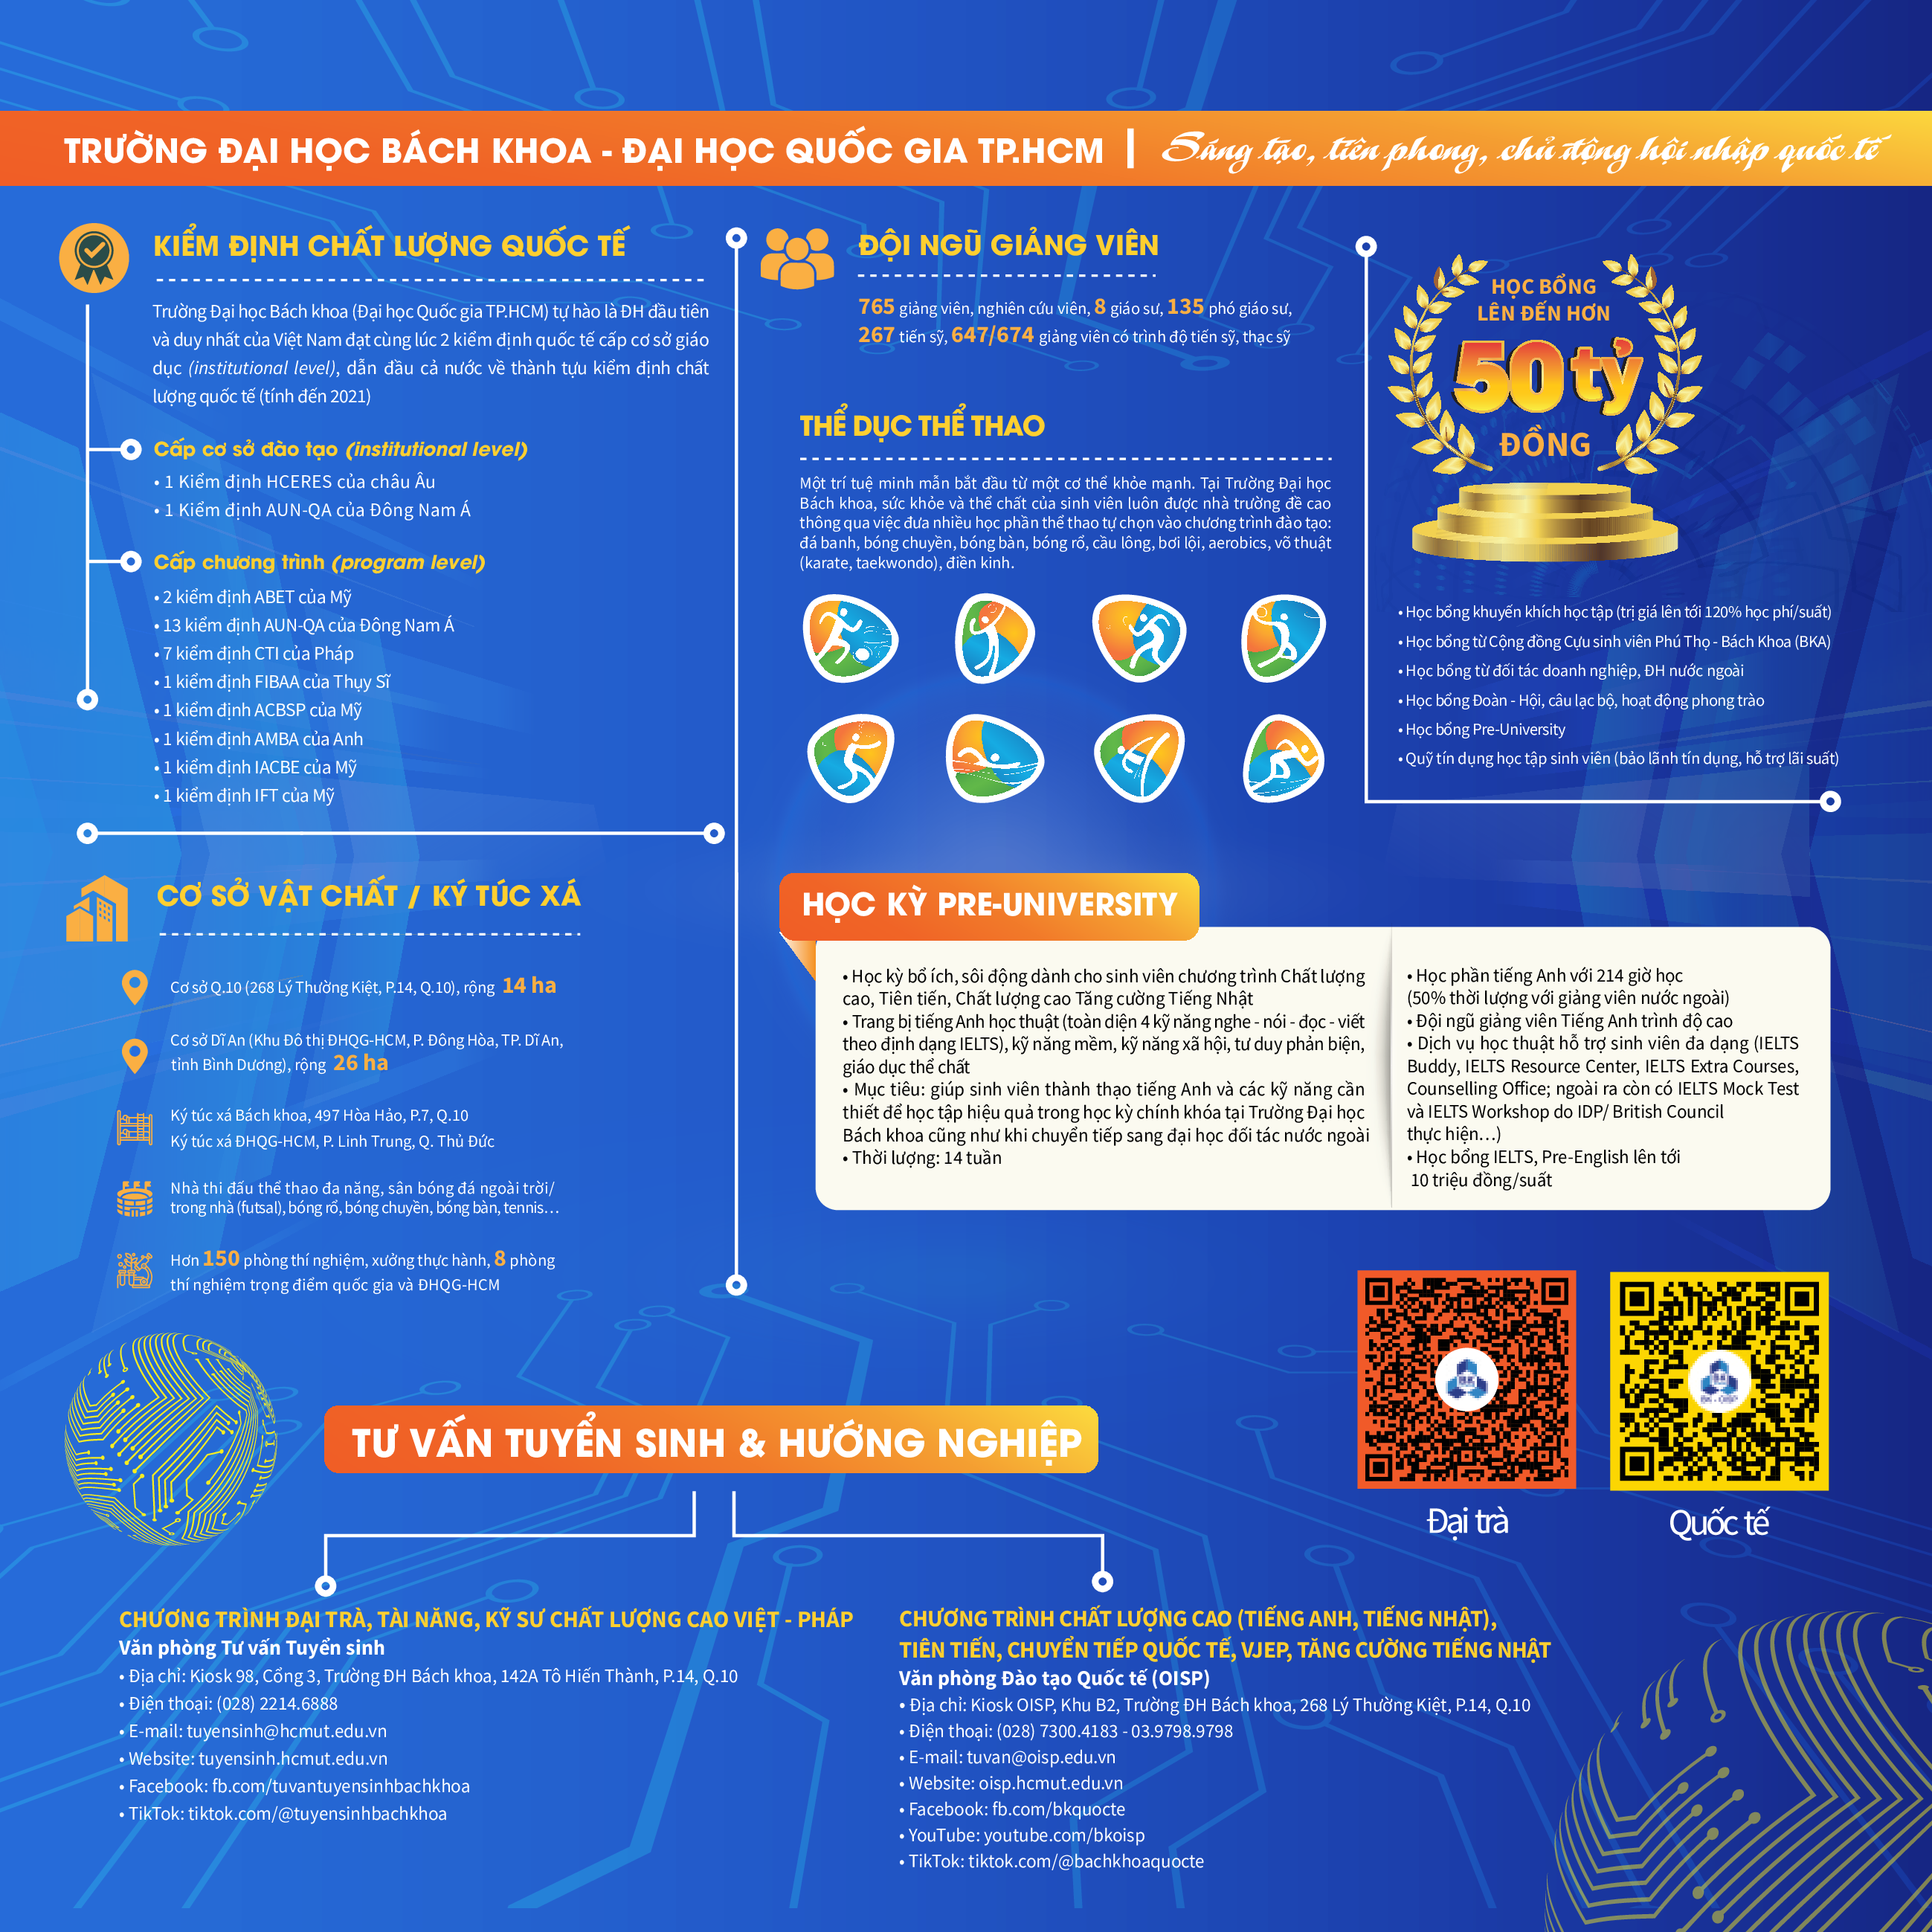 TRƯỜNG ĐẠI HỌC BÁCH KHOA - ĐẠI HỌC QUỐC GIA TP.HCM | Sáng tạo, tiên phong, chủ động hội nhập quốc tế
KIỂM ĐỊNH CHẤT LƯỢNG QUỐC TẾ
Trường Đại học Bách khoa (Đại học Quốc gia TP.HCM) tự hào là ĐH đầu tiên
và duy nhất của Việt Nam đạt cùng lúc 2 kiểm định quốc tế cấp cơ sở giáo
dục (institutional level), dẫn đầu cả nước về thành tựu kiểm định chất
lượng quốc tế (tính đến 2021)
Cấp cơ sở đào tạo (institutional level)
• 1 Kiểm định HCERES của châu Âu
• 1 Kiểm định AUN-QA của Đông Nam Á
Cấp chương trình (program level)
• 2 kiểm định ABET của Mỹ
• 13 kiểm định AUN-QA của Đông Nam Á
• 7 kiểm định CTI của Pháp
• 1 kiểm định FIBAA của Thụy Sĩ
• 1 kiểm định ACBSP của Mỹ
• 1 kiểm định AMBA của Anh
• 1 kiểm định IACBE của Mỹ
• 1 kiểm định IFT của Mỹ
CƠ SỞ VẬT CHẤT / KÝ TÚC XÁ
Cơ sở Q.10 (268 Lý Thường Kiệt, P.14, Q.10), rộng 14 ha
Cơ sở Dĩ An (Khu Đô thị ĐHQG-HCM, P. Đông Hòa, TP. Dĩ An,
tỉnh Bình Dương), rộng 26 ha
Ký túc xá Bách khoa, 497 Hòa Hảo, P.7, Q.10
Ký túc xá ĐHQG-HCM, P. Linh Trung, Q. Thủ Đức
Nhà thi đấu thể thao đa năng, sân bóng đá ngoài trời/
trong nhà (futsal), bóng rổ, bóng chuyền, bóng bàn, tennis…
Hơn 150 phòng thí nghiệm, xưởng thực hành, 8 phòng
thí nghiệm trọng điểm quốc gia và ĐHQG-HCM
ĐỘI NGŨ GIẢNG VIÊN
765 giảng viên, nghiên cứu viên, 8 giáo sư, 135 phó giáo sư,
267 tiến sỹ, 647/674 giảng viên có trình độ tiến sỹ, thạc sỹ
THỂ DỤC THỂ THAO
Một trí tuệ minh mẫn bắt đầu từ một cơ thể khỏe mạnh. Tại Trường Đại học
Bách khoa, sức khỏe và thể chất của sinh viên luôn được nhà trường đề cao
thông qua việc đưa nhiều học phần thể thao tự chọn vào chương trình đào tạo:
đá banh, bóng chuyền, bóng bàn, bóng rổ, cầu lông, bơi lội, aerobics, võ thuật
(karate, taekwondo), điền kinh.
HỌC BỔNG
LÊN ĐẾN HƠN
50 tỷ
ĐỒNG
• Học bổng khuyến khích học tập (trị giá lên tới 120% học phí/suất)
• Học bổng từ Cộng đồng Cựu sinh viên Phú Thọ - Bách Khoa (BKA)
• Học bổng từ đối tác doanh nghiệp, ĐH nước ngoài
• Học bổng Đoàn - Hội, câu lạc bộ, hoạt động phong trào
• Học bổng Pre-University
• Quỹ tín dụng học tập sinh viên (bảo lãnh tín dụng, hỗ trợ lãi suất)
HỌC KỲ PRE-UNIVERSITY
• Học kỳ bổ ích, sôi động dành cho sinh viên chương trình Chất lượng
cao, Tiên tiến, Chất lượng cao Tăng cường Tiếng Nhật
• Trang bị tiếng Anh học thuật (toàn diện 4 kỹ năng nghe - nói - đọc - viết
theo định dạng IELTS), kỹ năng mềm, kỹ năng xã hội, tư duy phản biện,
giáo dục thể chất
• Mục tiêu: giúp sinh viên thành thạo tiếng Anh và các kỹ năng cần
thiết để học tập hiệu quả trong học kỳ chính khóa tại Trường Đại học
Bách khoa cũng như khi chuyển tiếp sang đại học đối tác nước ngoài
• Thời lượng: 14 tuần
• Học phần tiếng Anh với 214 giờ học
(50% thời lượng với giảng viên nước ngoài)
• Đội ngũ giảng viên Tiếng Anh trình độ cao
• Dịch vụ học thuật hỗ trợ sinh viên đa dạng (IELTS
Buddy, IELTS Resource Center, IELTS Extra Courses,
Counselling Office; ngoài ra còn có IELTS Mock Test
và IELTS Workshop do IDP/ British Council
thực hiện…)
• Học bổng IELTS, Pre-English lên tới
10 triệu đồng/suất
Đại trà
Quốc tế
TƯ VẤN TUYỂN SINH & HƯỚNG NGHIỆP
CHƯƠNG TRÌNH ĐẠI TRÀ, TÀI NĂNG, KỸ SƯ CHẤT LƯỢNG CAO VIỆT - PHÁP
Văn phòng Tư vấn Tuyển sinh
• Địa chỉ: Kiosk 98, Cổng 3, Trường ĐH Bách khoa, 142A Tô Hiến Thành, P.14, Q.10
• Điện thoại: (028) 2214.6888
• E-mail: tuyensinh@hcmut.edu.vn
• Website: tuyensinh.hcmut.edu.vn
• Facebook: fb.com/tuvantuyensinhbachkhoa
• TikTok: tiktok.com/@tuyensinhbachkhoa
CHƯƠNG TRÌNH CHẤT LƯỢNG CAO (TIẾNG ANH, TIẾNG NHẬT),
TIÊN TIẾN, CHUYỂN TIẾP QUỐC TẾ, VJEP, TĂNG CƯỜNG TIẾNG NHẬT
Văn phòng Đào tạo Quốc tế (OISP)
• Địa chỉ: Kiosk OISP, Khu B2, Trường ĐH Bách khoa, 268 Lý Thường Kiệt, P.14, Q.10
• Điện thoại: (028) 7300.4183 - 03.9798.9798
• E-mail: tuvan@oisp.edu.vn
• Website: oisp.hcmut.edu.vn
• Facebook: fb.com/bkquocte
• YouTube: youtube.com/bkoisp
• TikTok: tiktok.com/@bachkhoaquocte